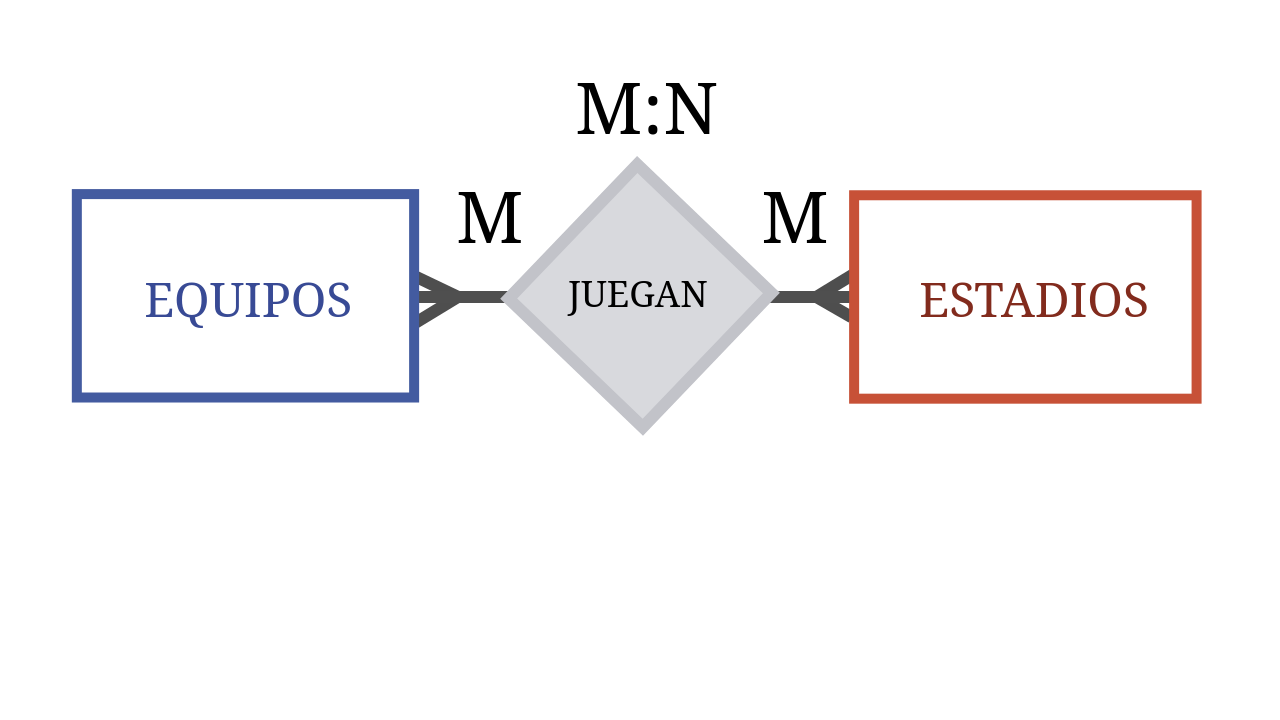 M:N
M
M
EQUIPOS
JUEGAN
ESTADIOS